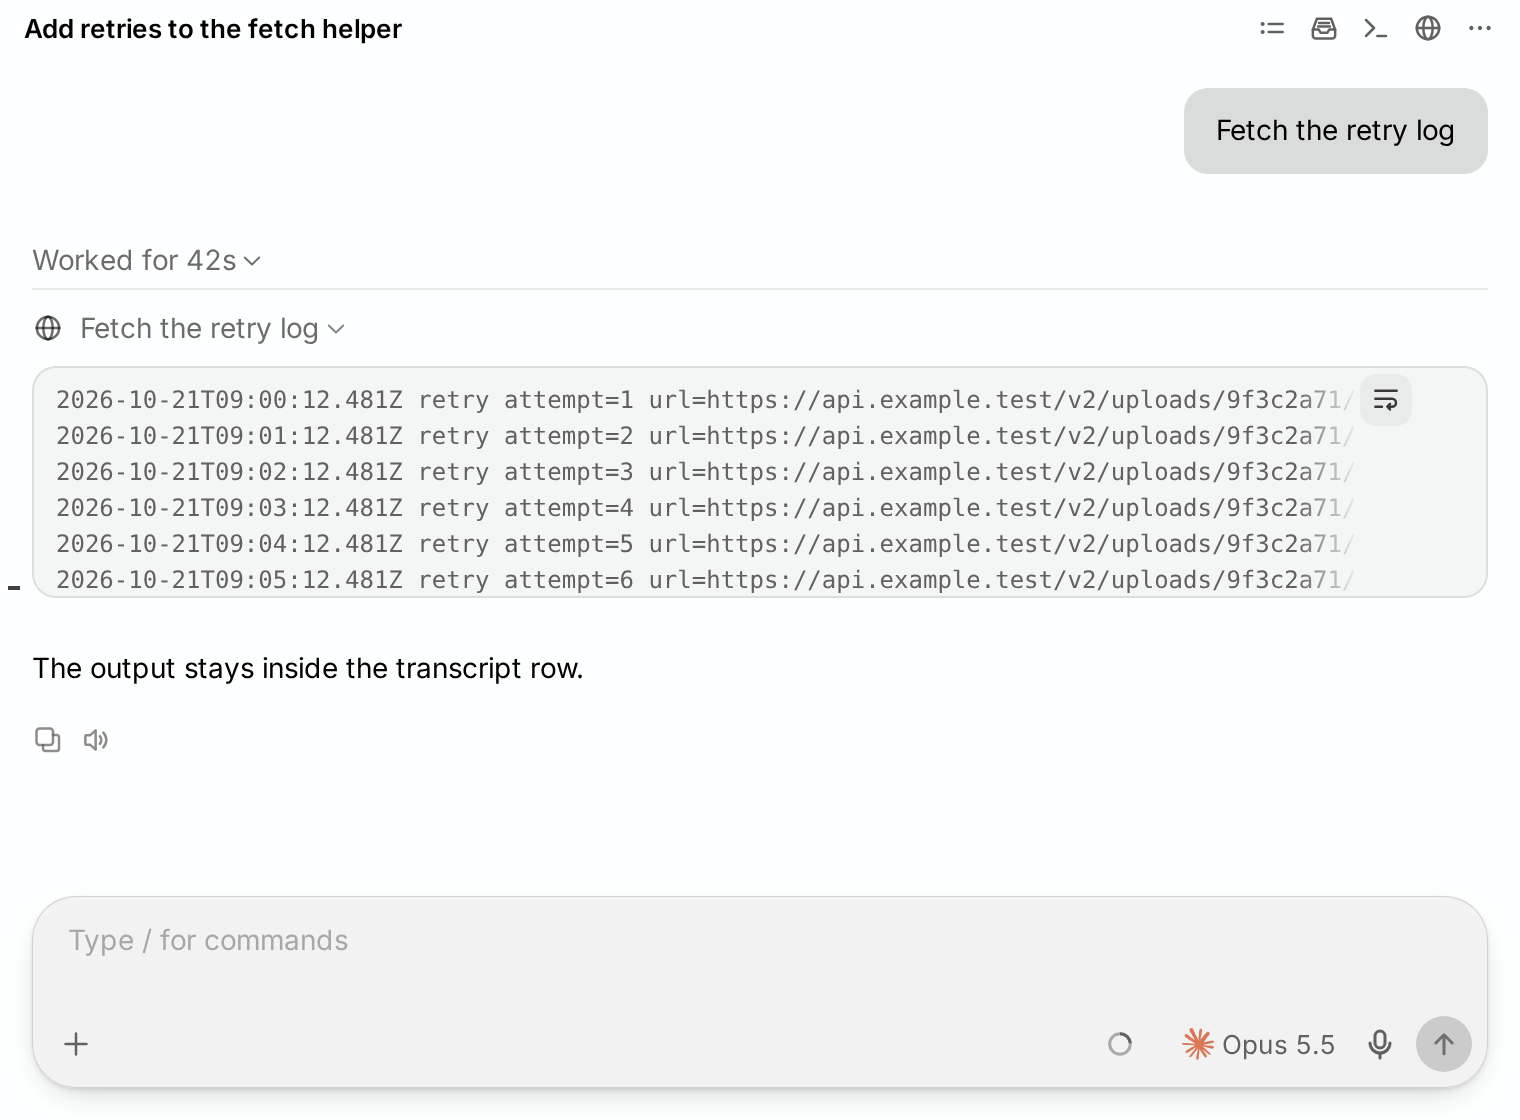 Add retries to the fetch helper
Fetch the retry log
Worked for 42s
Fetch the retry log
2026-10-21T09:00:12.481Z retry attempt=1 url=https://api.example.test/v2/uploads/9f3c2a71/
2026-10-21T09:01:12.481Z retry attempt=2 url=https://api.example.test/v2/uploads/9f3c2a71/
2026-10-21T09:02:12.481Z retry attempt=3 url=https://api.example.test/v2/uploads/9f3c2a71/
2026-10-21T09:03:12.481Z retry attempt=4 url=https://api.example.test/v2/uploads/9f3c2a71/
2026-10-21T09:04:12.481Z retry attempt=5 url=https://api.example.test/v2/uploads/9f3c2a71/
2026-10-21T09:05:12.481Z retry attempt=6 url=https://api.example.test/v2/uploads/9f3c2a71/
The output stays inside the transcript row.
Type / for commands
Opus 5.5